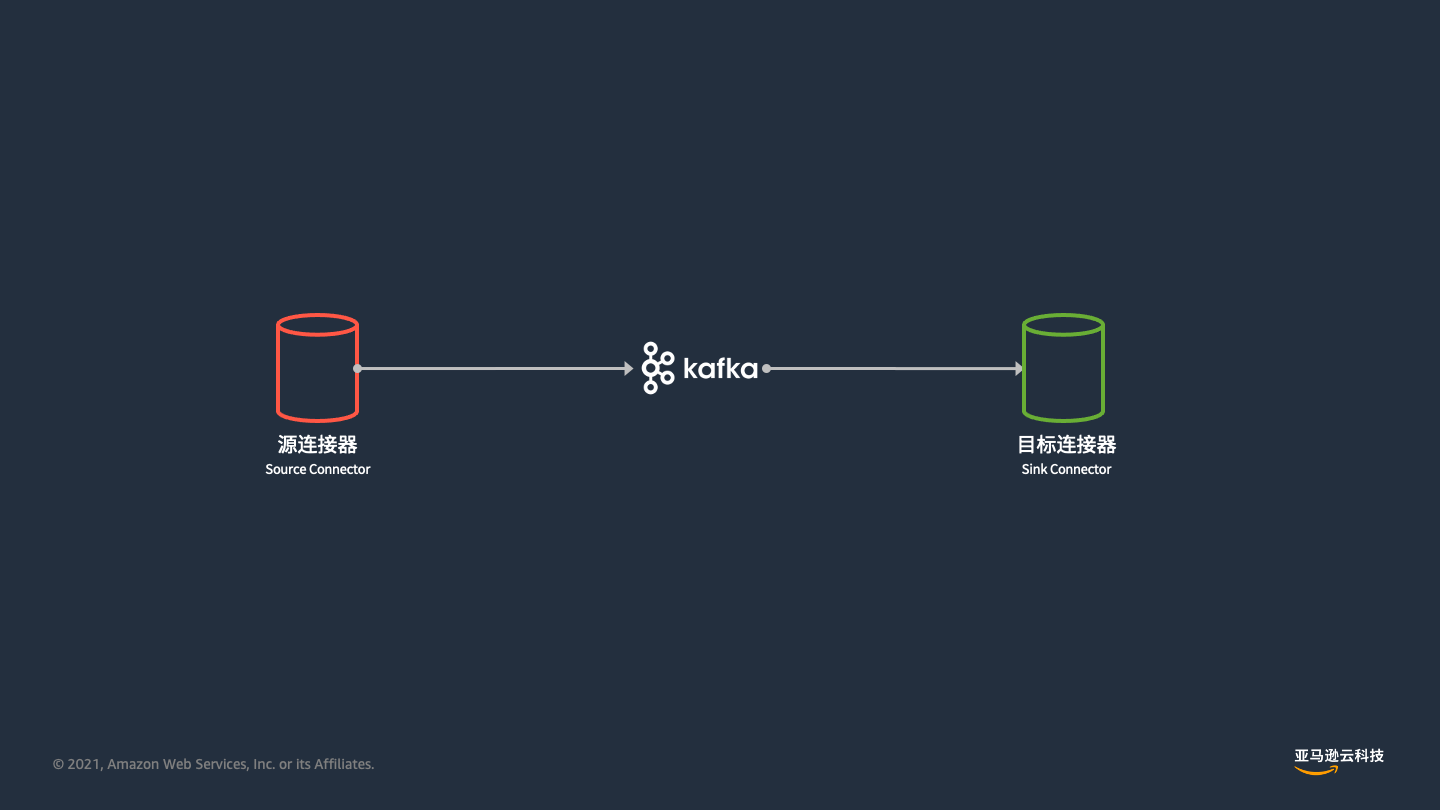 kafka
源连接器
Source Connector
目标连接器
Sink Connector
© 2021, Amazon Web Services, Inc. or its Affiliates.
亚马逊云科技